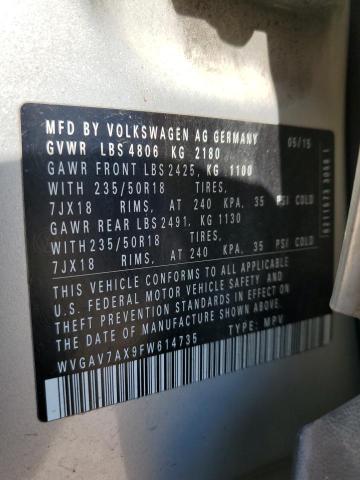 MFD BY VOLKSWAGEN AG GERMANY 05/15
GVWR LBS 4806 KG 2180
GAWR FRONT LBS 2425, KG 1100
WITH 235/50R18 TIRES,
7JX18 RIMS, AT 240 KPA, 35 PSI COLD
GAWR REAR LBS 2491, KG 1130
WITH 235/50R18 TIRES,
7JX18 RIMS, AT 240 KPA, 35 PSI COLD
THIS VEHICLE CONFORMS TO ALL APPLICABLE
U.S. FEDERAL MOTOR VEHICLE SAFETY AND
THEFT PREVENTION STANDARDS IN EFFECT ON
THE DATE OF MANUFACTURE SHOWN ABOVE.
WVGAV7AX9FW614735 TYPE: MPV